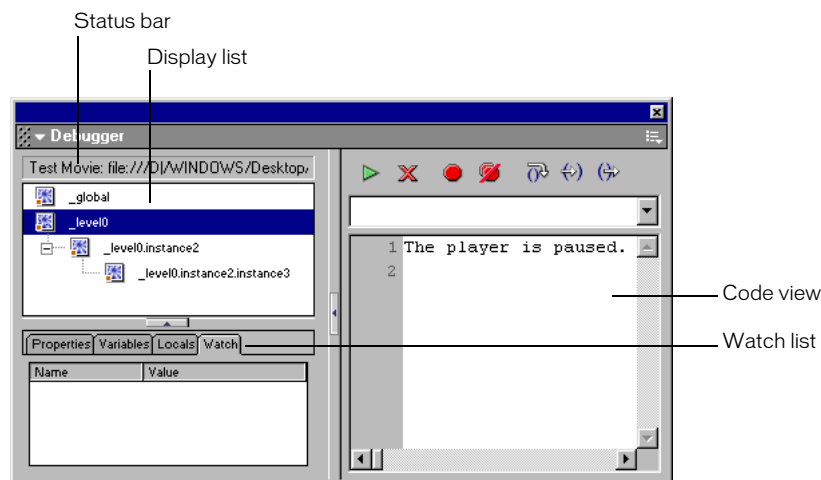 Status bar
Display list
Debugger
Test Movie: file:///D|/WINDOWS/Desktop/
_global
_level0
_level0.instance2
_level0.instance2.instance3
1 The player is paused.
2
Code view
Watch list
Properties Variables Locals Watch
Name Value